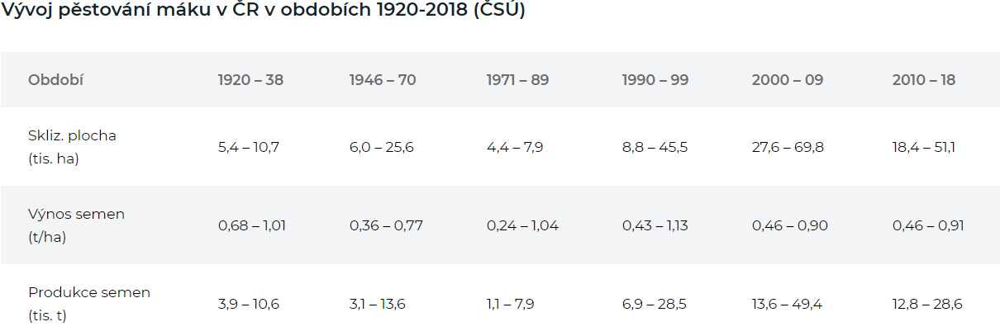 Vývoj pěstování máku v ČR v obdobích 1920-2018 (ČSÚ)
Období 1920 – 38 1946 – 70 1971 – 89 1990 – 99 2000 – 09 2010 – 18
Skliz. plocha
(tis. ha) 5,4 – 10,7 6,0 – 25,6 4,4 – 7,9 8,8 – 45,5 27,6 – 69,8 18,4 – 51,1
Výnos semen
(t/ha) 0,68 – 1,01 0,36 – 0,77 0,24 – 1,04 0,43 – 1,13 0,46 – 0,90 0,46 – 0,91
Produkce semen
(tis. t) 3,9 – 10,6 3,1 – 13,6 1,1 – 7,9 6,9 – 28,5 13,6 – 49,4 12,8 – 28,6